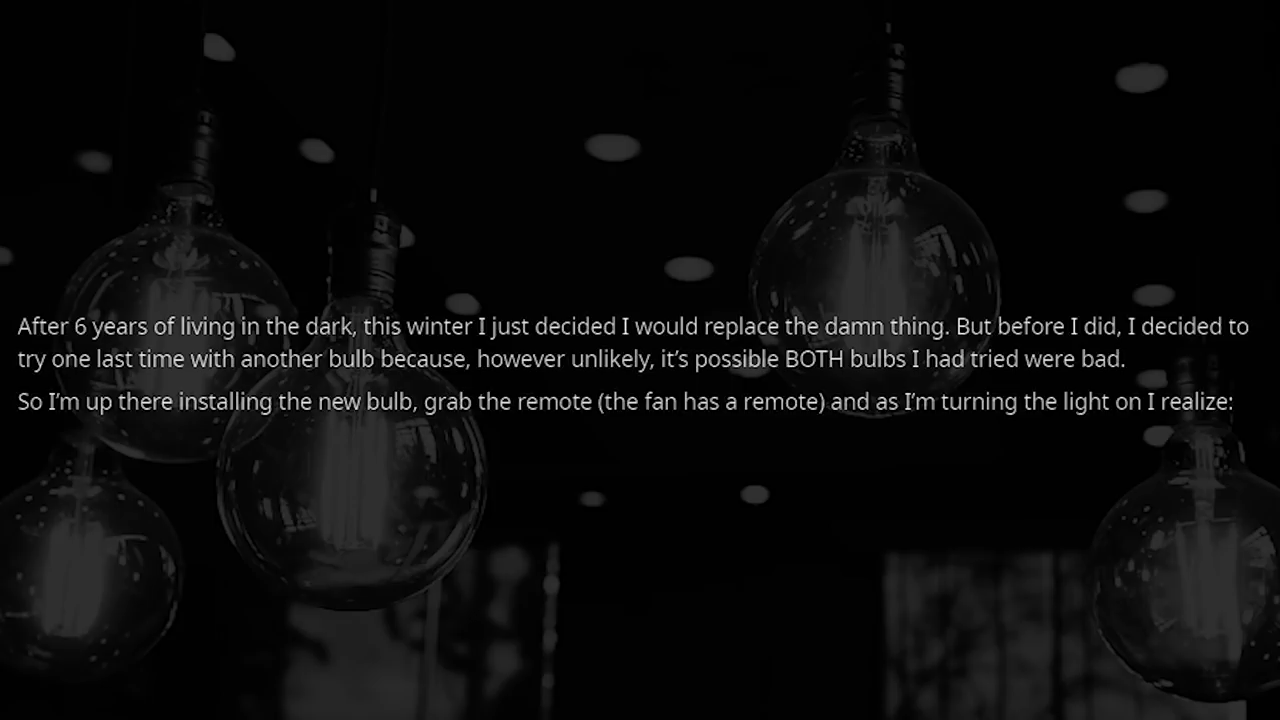 After 6 years of living in the dark, this winter I just decided I would replace the damn thing. But before I did, I decided to
try one last time with another bulb because, however unlikely, it’s possible BOTH bulbs I had tried were bad.
So I’m up there installing the new bulb, grab the remote (the fan has a remote) and as I’m turning the light on I realize: